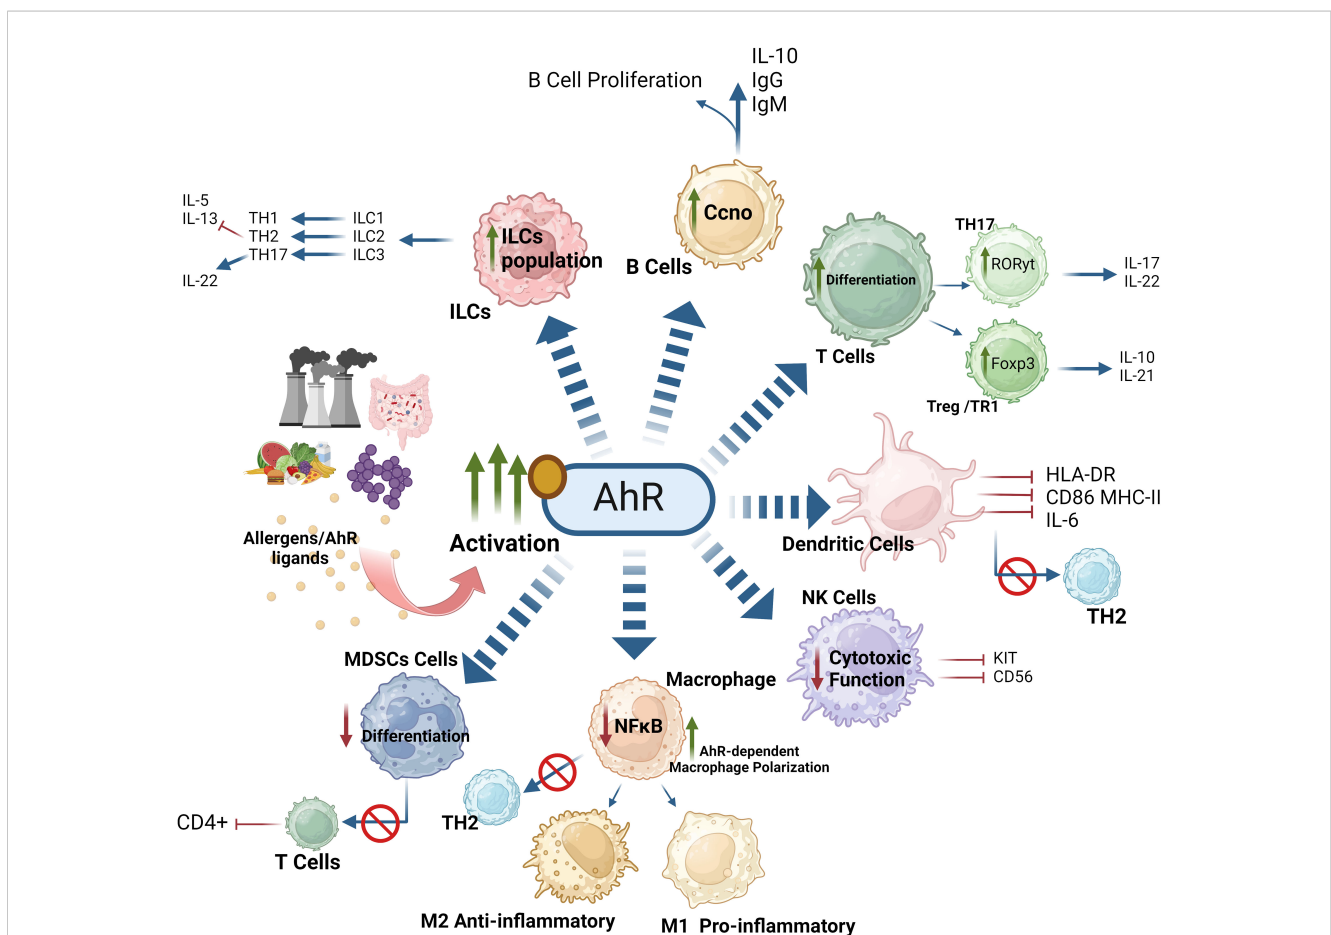 IL-10
B Cell Proliferation
IgG
IgM
IL-5
IL-13
TH1
ILC1
TH2
ILC2
TH17
ILC3
IL-22
ILCs
population
ILCs
Ccno
B Cells
Differentiation
T Cells
TH17
RORyt
IL-17
IL-22
Foxp3
IL-10
IL-21
Treg /TR1
Allergens/AhR
ligands
Activation
AhR
Dendritic Cells
HLA-DR
CD86 MHC-II
IL-6
TH2
NK Cells
Cytotoxic
Function
KIT
CD56
MDSCs Cells
Differentiation
CD4+
T Cells
Macrophage
NFκB
AhR-dependent
Macrophage Polarization
TH2
M2 Anti-inflammatory
M1 Pro-inflammatory